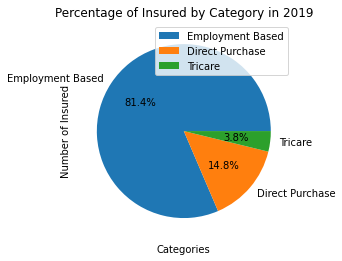 Percentage of Insured by Category in 2019
Employment Based
Direct Purchase
Tricare
Employment Based
81.4%
Number of Insured
3.8%
Tricare
14.8%
Direct Purchase
Categories